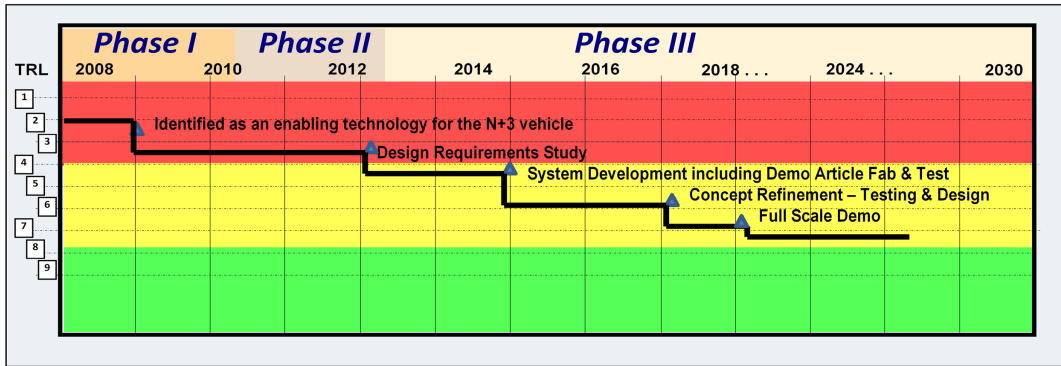 Phase I Phase II Phase III
TRL 2008 2010 2012 2014 2016 2018 . . . 2024 . . . 2030
1
2 Identified as an enabling technology for the N+3 vehicle
3 Design Requirements Study
4 System Development including Demo Article Fab & Test
5 Concept Refinement – Testing & Design
6 Full Scale Demo
7
8
9